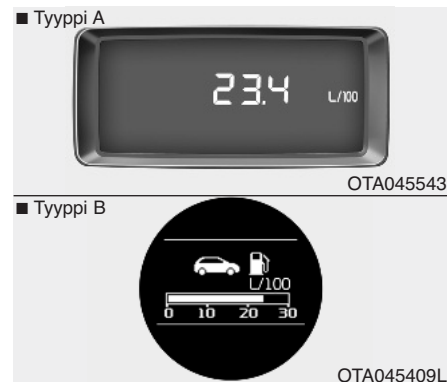 ■ Tyyppi A
23.4 L/100
OTA045543
■ Tyyppi B
L/100
0 10 20 30
OTA045409L